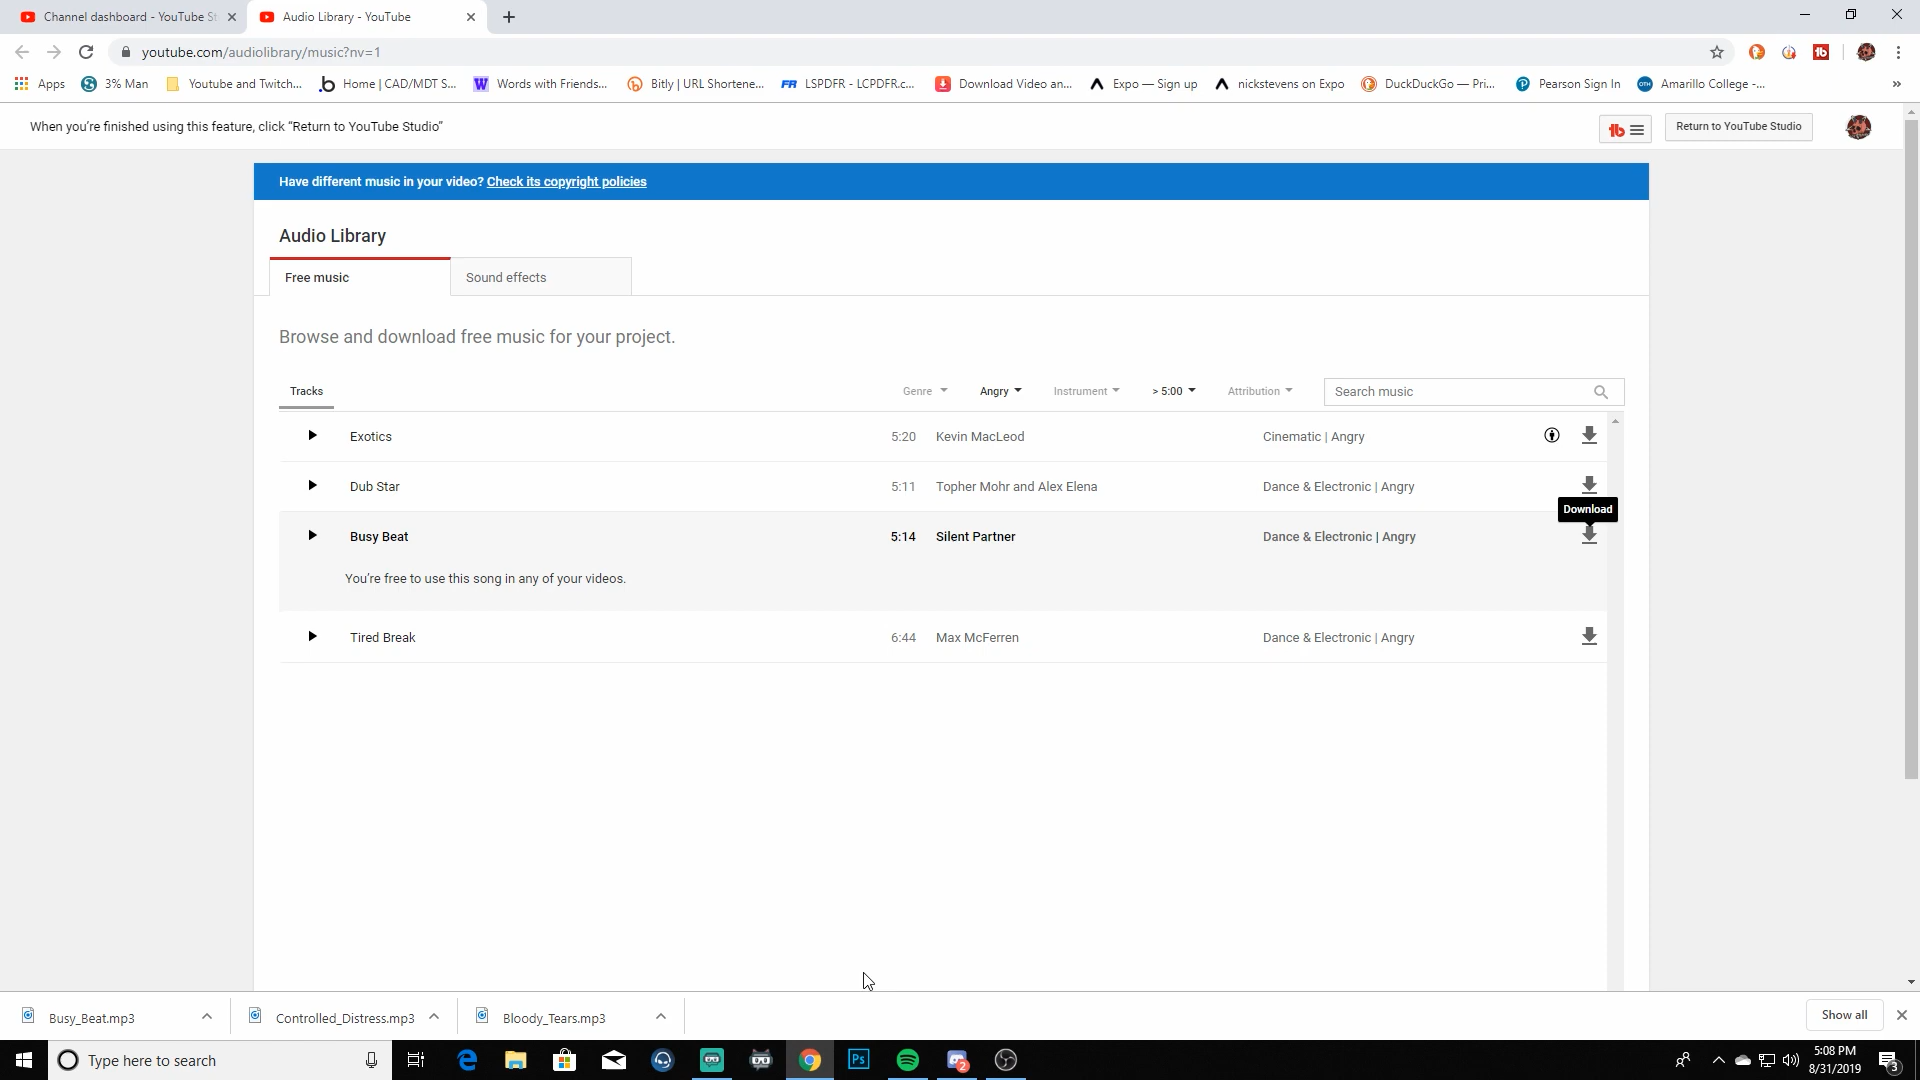 Channel dashboard - YouTube St
Audio Library - YouTube
youtube.com/audiolibrary/music?nv=1
Apps
3% Man
Youtube and Twitch...
Home | CAD/MDT S...
Words with Friends...
Bitly | URL Shortene...
LSPDFR - LCPDFR.c...
Download Video an...
Expo — Sign up
nickstevens on Expo
DuckDuckGo — Pri...
Pearson Sign In
Amarillo College -...
»
When you're finished using this feature, click “Return to YouTube Studio”
Return to YouTube Studio
Have different music in your video? Check its copyright policies
Audio Library
Free music
Sound effects
Browse and download free music for your project.
Tracks
Genre
Angry
Instrument
> 5:00
Attribution
Search music
Exotics 5:20 Kevin MacLeod Cinematic | Angry
Dub Star 5:11 Topher Mohr and Alex Elena Dance & Electronic | Angry
Download
Busy Beat 5:14 Silent Partner Dance & Electronic | Angry
You're free to use this song in any of your videos.
Tired Break 6:44 Max McFerren Dance & Electronic | Angry
Busy_Beat.mp3
Controlled_Distress.mp3
Bloody_Tears.mp3
Show all
Type here to search
Ps
2
5:08 PM
8/31/2019
3